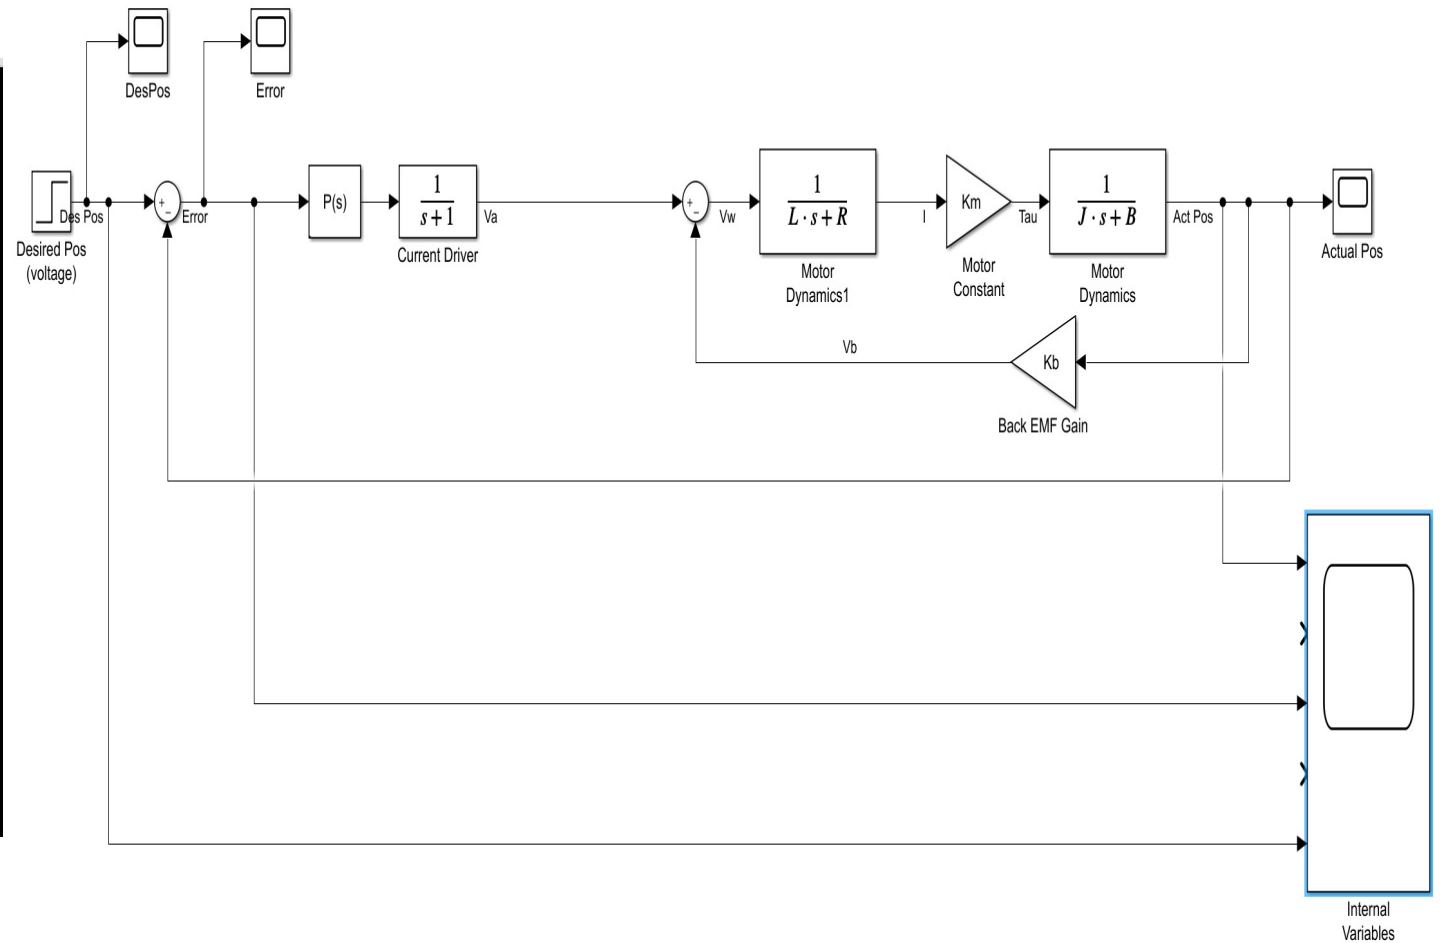 DesPos
Error
Des Pos
Error
P(s)
1
s+1
Va
+
−
Vw
1
L·s+R
I
Km
Tau
1
J·s+B
Act Pos
+
−
Desired Pos
(voltage)
Current Driver
Motor
Dynamics1
Motor
Constant
Motor
Dynamics
Actual Pos
Vb
Kb
Back EMF Gain
Internal
Variables